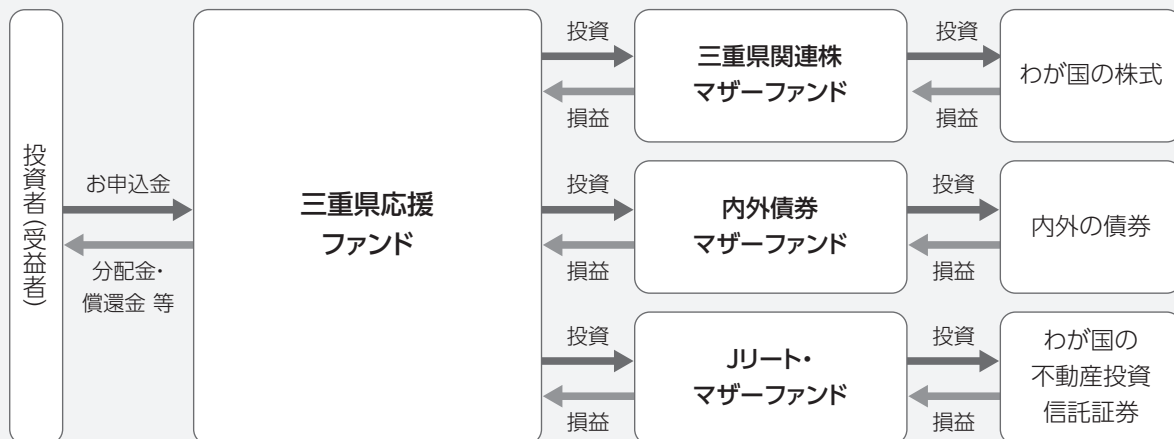 投資者(受益者)
お申込金
分配金・
償還金 等
三重県応援
ファンド
投資
損益
三重県関連株
マザーファンド
投資
損益
わが国の株式
投資
損益
内外債券
マザーファンド
投資
損益
内外の債券
投資
損益
Jリート・
マザーファンド
投資
損益
わが国の
不動産投資
信託証券